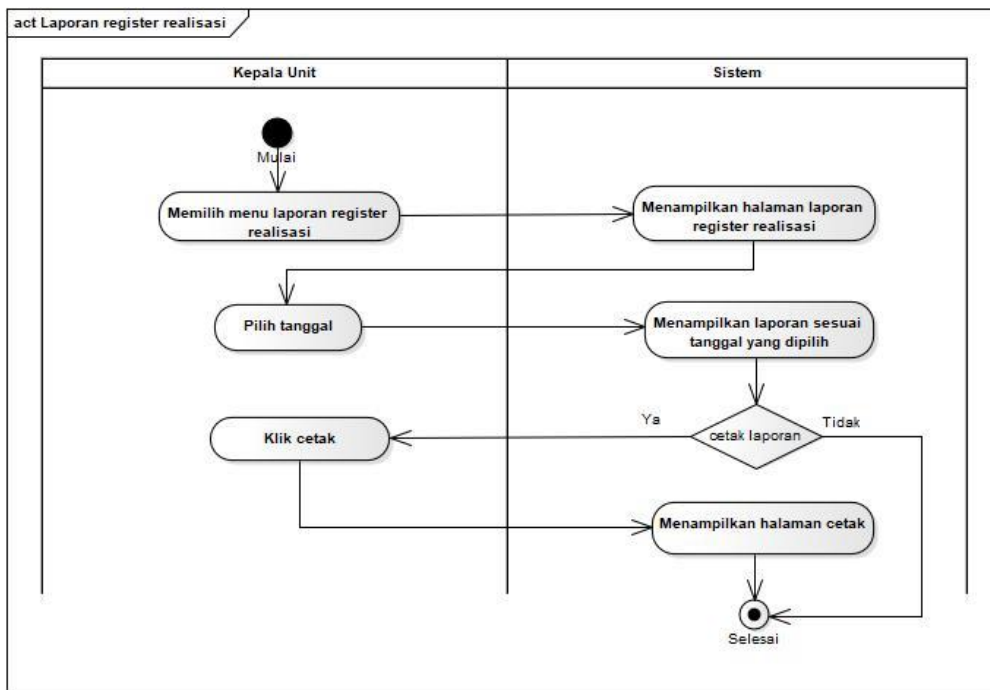 act Laporan register realisasi
Kepala Unit
Sistem
Mulai
Memilih menu laporan register
realisasi
Menampilkan halaman laporan
register realisasi
Pilih tanggal
Menampilkan laporan sesuai
tanggal yang dipilih
Ya
cetak laporan
Tidak
Klik cetak
Menampilkan halaman cetak
Selesai